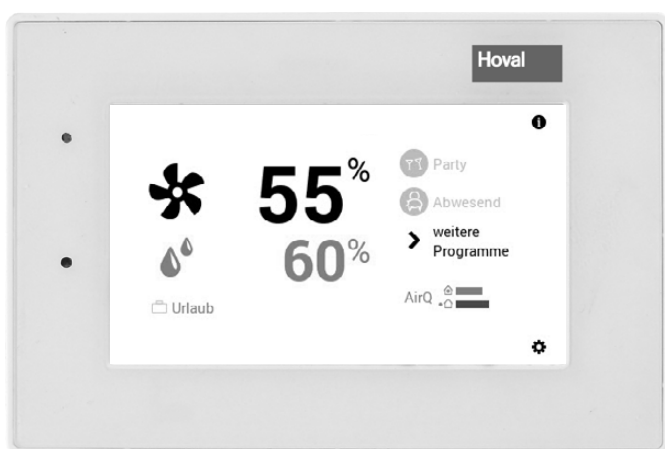 Hoval
Party
55%
Abwesend
weitere
Programme
60%
AirQ
Urlaub